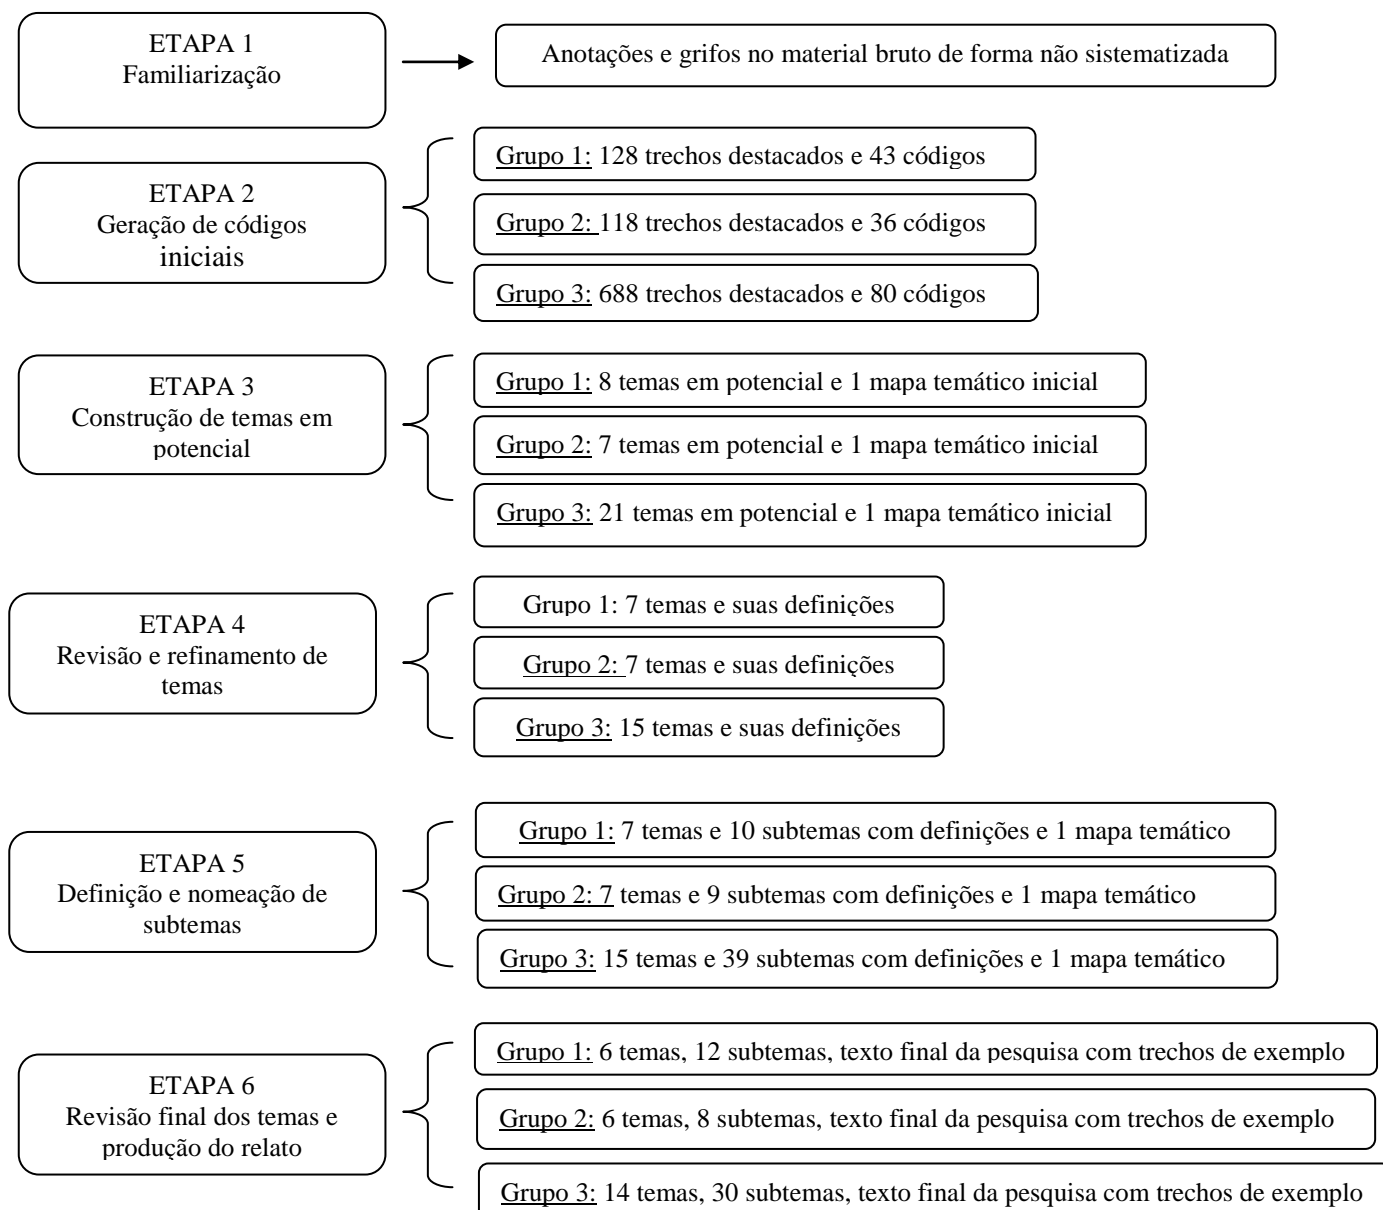 ETAPA 1
Familiarização
Anotações e grifos no material bruto de forma não sistematizada
ETAPA 2
Geração de códigos
iniciais
Grupo 1: 128 trechos destacados e 43 códigos
Grupo 2: 118 trechos destacados e 36 códigos
Grupo 3: 688 trechos destacados e 80 códigos
ETAPA 3
Construção de temas em
potencial
Grupo 1: 8 temas em potencial e 1 mapa temático inicial
Grupo 2: 7 temas em potencial e 1 mapa temático inicial
Grupo 3: 21 temas em potencial e 1 mapa temático inicial
ETAPA 4
Revisão e refinamento de
temas
Grupo 1: 7 temas e suas definições
Grupo 2: 7 temas e suas definições
Grupo 3: 15 temas e suas definições
ETAPA 5
Definição e nomeação de
subtemas
Grupo 1: 7 temas e 10 subtemas com definições e 1 mapa temático
Grupo 2: 7 temas e 9 subtemas com definições e 1 mapa temático
Grupo 3: 15 temas e 39 subtemas com definições e 1 mapa temático
ETAPA 6
Revisão final dos temas e
produção do relato
Grupo 1: 6 temas, 12 subtemas, texto final da pesquisa com trechos de exemplo
Grupo 2: 6 temas, 8 subtemas, texto final da pesquisa com trechos de exemplo
Grupo 3: 14 temas, 30 subtemas, texto final da pesquisa com trechos de exemplo